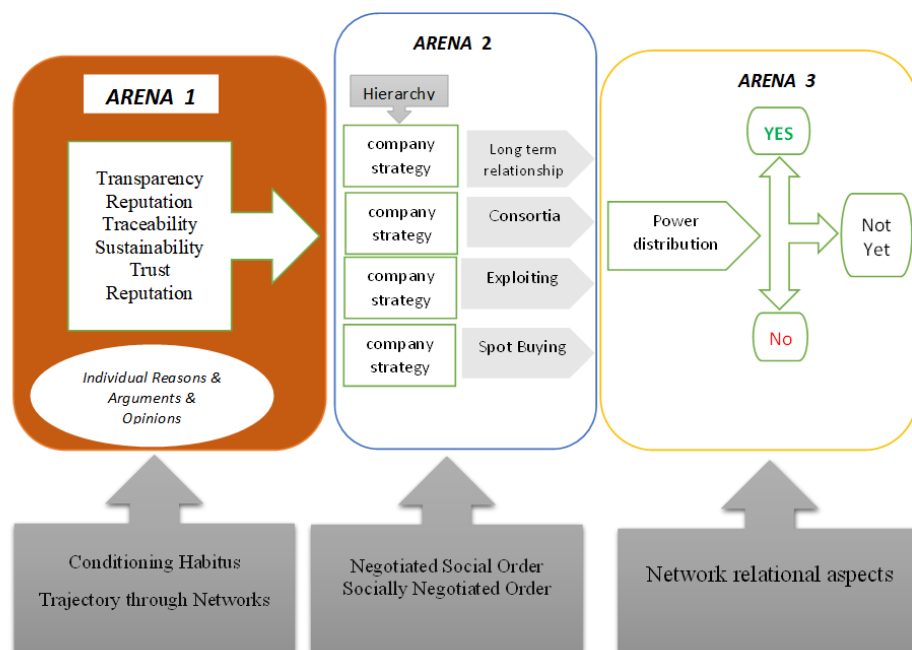 ARENA 1
Transparency
Reputation
Traceability
Sustainability
Trust
Reputation
Individual Reasons &
Arguments &
Opinions
ARENA 2
Hierarchy
company
strategy
Long term
relationship
company
strategy
Consortia
company
strategy
Exploiting
company
strategy
Spot Buying
ARENA 3
YES
Power
distribution
Not
Yet
No
Conditioning Habitus
Trajectory through Networks
Negotiated Social Order
Socially Negotiated Order
Network relational aspects